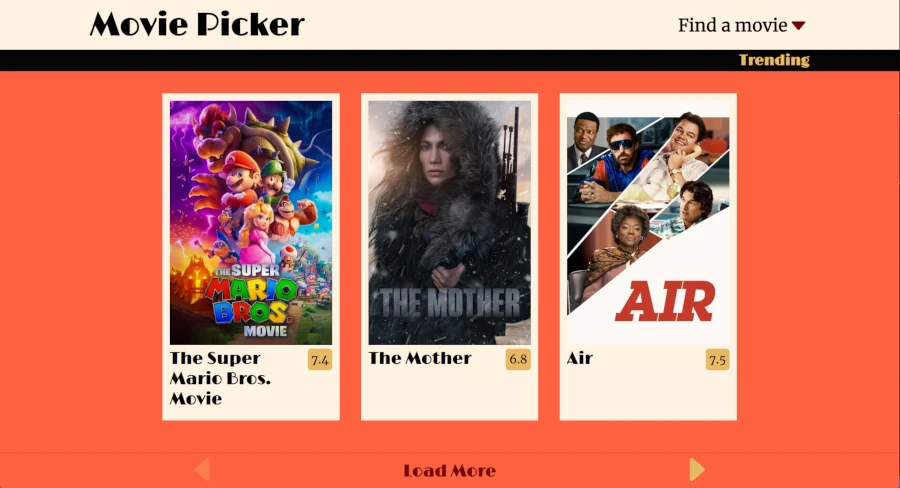 Movie Picker
Find a movie
Trending
THE SUPER
MARIO
BROS.
MOVIE
THE MOTHER
AIR
The Super
Mario Bros.
Movie
7.4
The Mother
6.8
Air
7.5
Load More